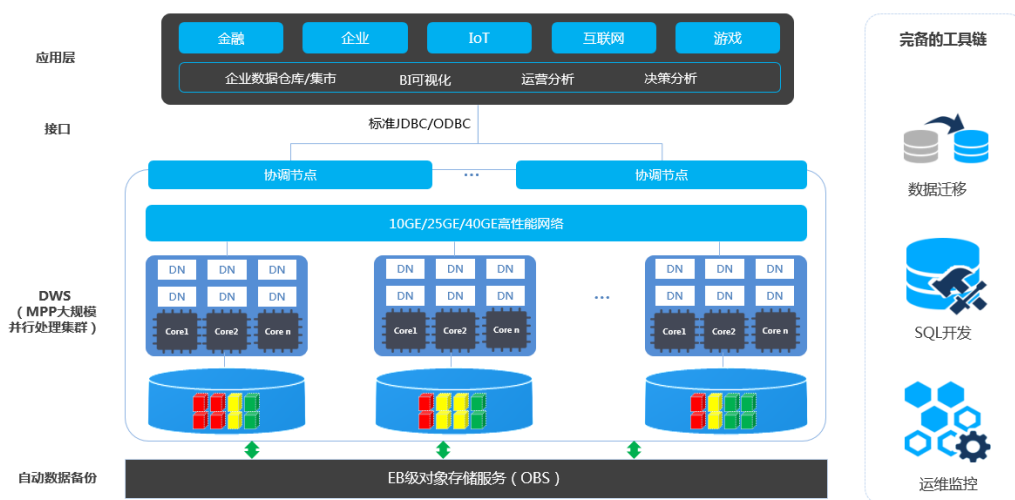 金融
企业
IoT
互联网
游戏
应用层
企业数据仓库/集市
BI可视化
运营分析
决策分析
接口
标准JDBC/ODBC
协调节点
...
协调节点
10GE/25GE/40GE高性能网络
DWS
（MPP大规模
并行处理集群）
DN DN DN
DN DN DN
Core1 Core2 Core n
DN DN DN
DN DN DN
Core1 Core2 Core n
...
DN DN DN
DN DN DN
Core1 Core2 Core n
自动数据备份
EB级对象存储服务（OBS）
完备的工具链
数据迁移
SQL开发
运维监控